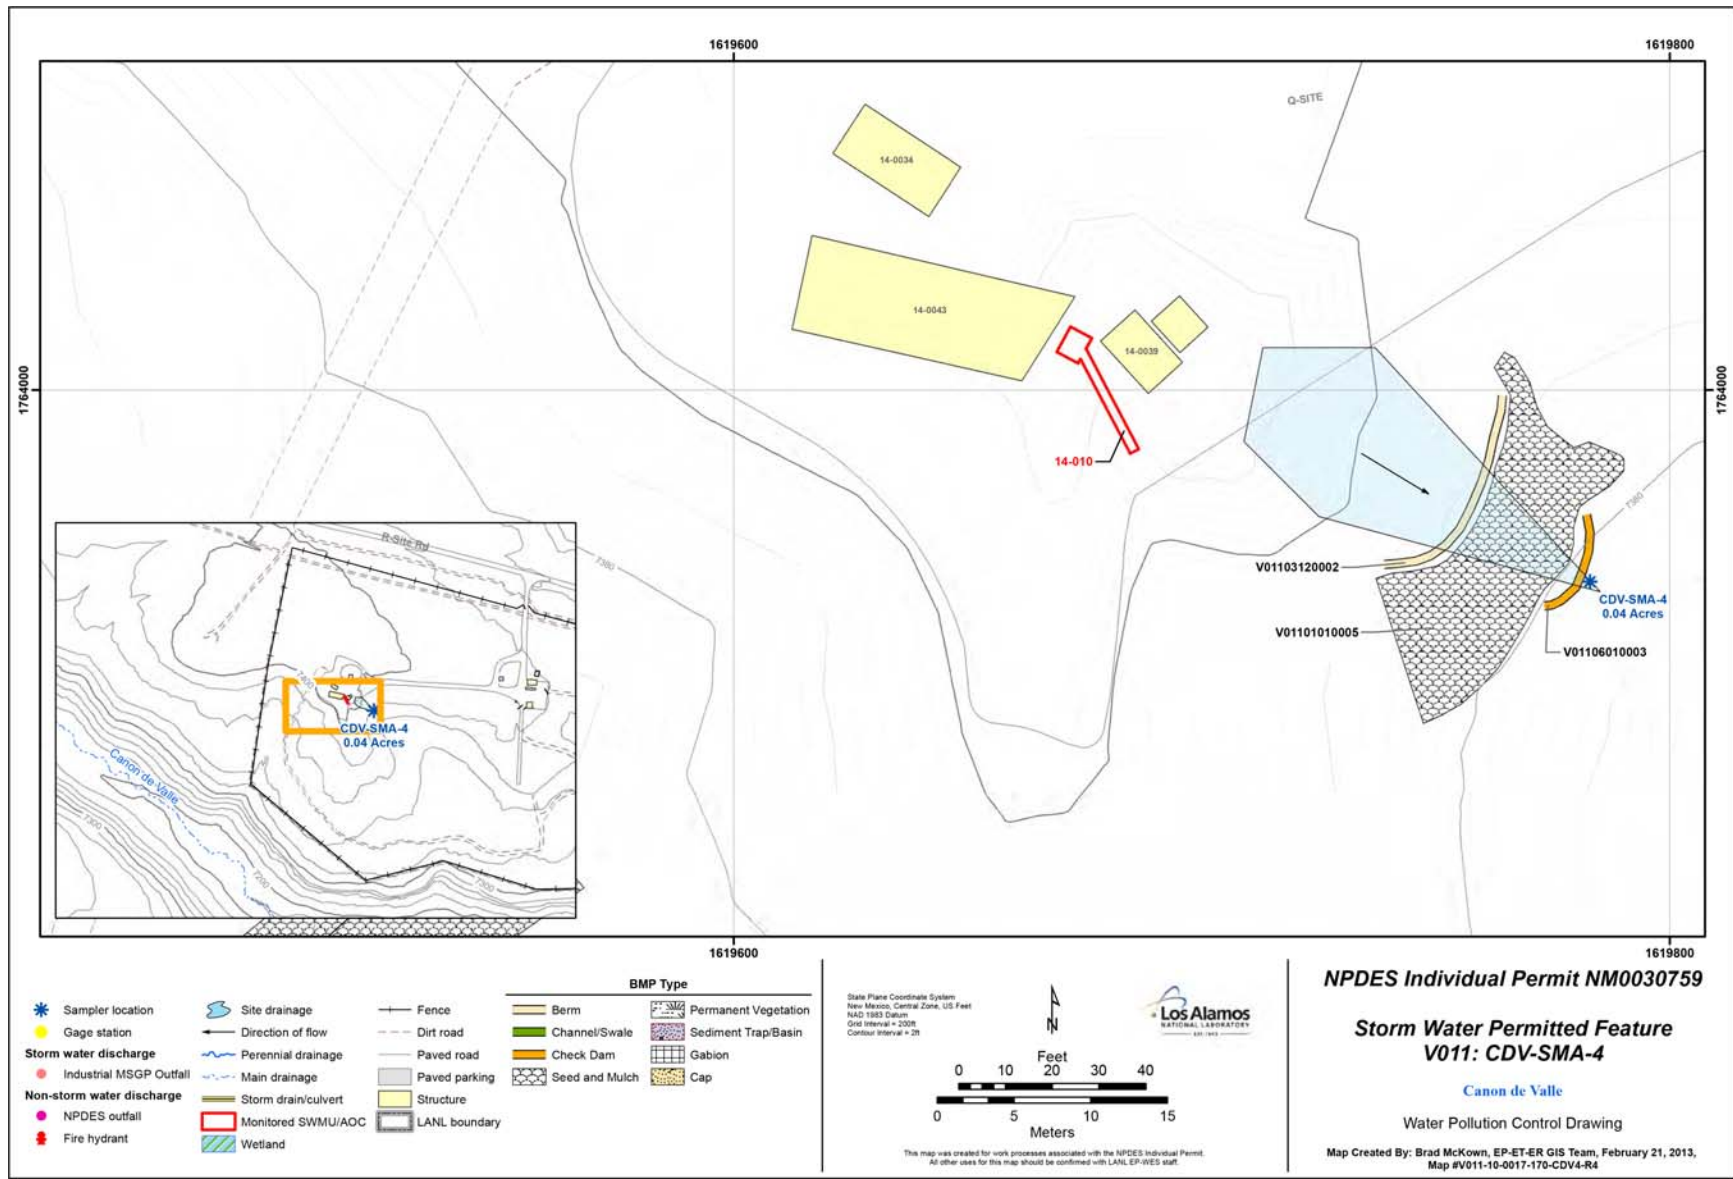 1619600
1619800
Q-SITE
14-0034
14-0043
14-0039
1764000
1764000
14-010
V01103120002
7380
7380
CDV-SMA-4
0.04 Acres
V01101010005
V01106010003
R-Site Rd
7400
CDV-SMA-4
0.04 Acres
Canon de Valle
7300
7200
7300
1619600
1619800
Sampler location
Gage station
Storm water discharge
Industrial MSGP Outfall
Non-storm water discharge
NPDES outfall
Fire hydrant
Site drainage
Direction of flow
Perennial drainage
Main drainage
Storm drain/culvert
Monitored SWMU/AOC
Wetland
Fence
Dirt road
Paved road
Paved parking
Structure
LANL boundary
BMP Type
Berm
Channel/Swale
Check Dam
Seed and Mulch
Permanent Vegetation
Sediment Trap/Basin
Gabion
Cap
State Plane Coordinate System
New Mexico, Central Zone, US Feet
NAD 1983 Datum
Grid Interval = 200ft
Contour Interval = 2ft
N
Los Alamos
NATIONAL LABORATORY
EST. 1943
Feet
0 10 20 30 40
0 5 10 15
Meters
This map was created for work processes associated with the NPDES Individual Permit.
All other uses for this map should be confirmed with LANL EP-WES staff.
NPDES Individual Permit NM0030759
Storm Water Permitted Feature
V011: CDV-SMA-4
Canon de Valle
Water Pollution Control Drawing
Map Created By: Brad McKown, EP-ET-ER GIS Team, February 21, 2013,
Map #V011-10-0017-170-CDV4-R4